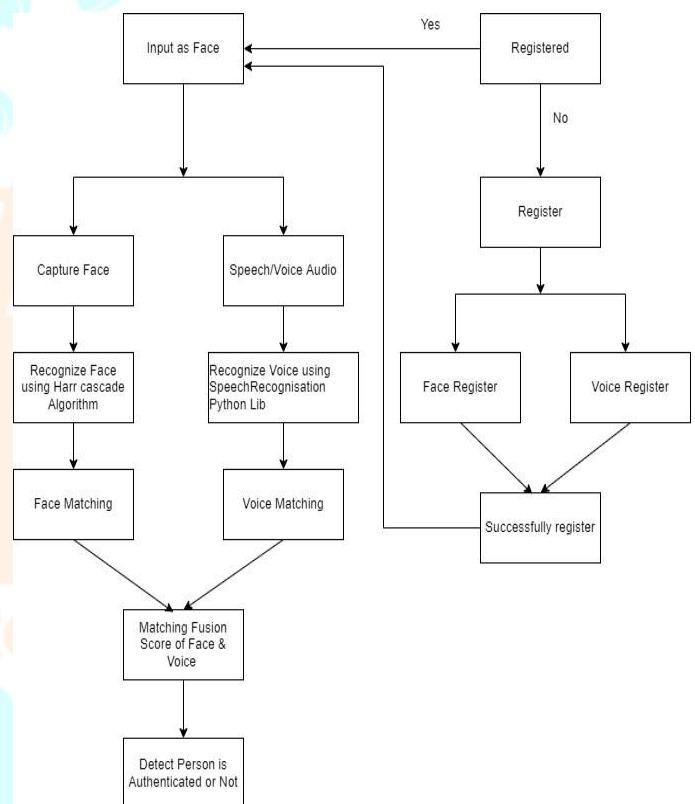 Yes
Input as Face
Registered
No
Register
Capture Face
Speech/Voice Audio
Recognize Face
using Harr cascade
Algorithm
Recognize Voice using
SpeechRecognisation
Python Lib
Face Register
Voice Register
Face Matching
Voice Matching
Successfully register
Matching Fusion
Score of Face &
Voice
Detect Person is
Authenticated or Not